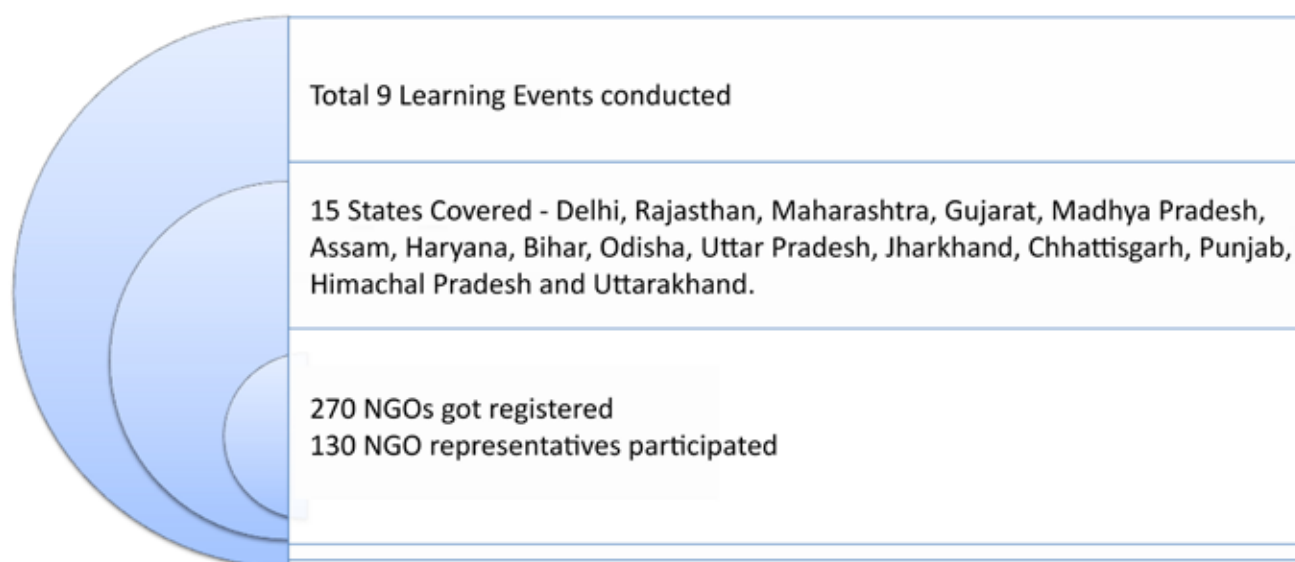 Total 9 Learning Events conducted
15 States Covered - Delhi, Rajasthan, Maharashtra, Gujarat, Madhya Pradesh,
Assam, Haryana, Bihar, Odisha, Uttar Pradesh, Jharkhand, Chhattisgarh, Punjab,
Himachal Pradesh and Uttarakhand.
270 NGOs got registered
130 NGO representatives participated